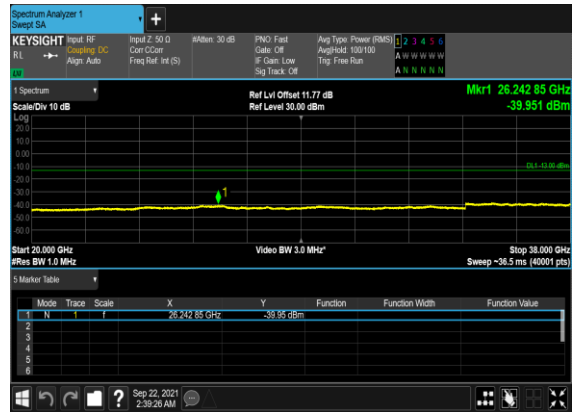 Spectrum Analyzer 1
Swept SA
KEYSIGHT Input: RF Input Z: 50 Ω #Atten: 30 dB PNO: Fast Avg Type: Power (RMS) 1 2 3 4 5 6
RL Coupling: DC Corr CCorr Gate: Off Avg|Hold: 100/100 A W W W W W
Align: Auto Freq Ref: Int (S) IF Gain: Low Trig: Free Run
Sig Track: Off A N N N N N
1 Spectrum Ref Lvl Offset 11.77 dB Mkr1 26.242 85 GHz
Scale/Div 10 dB Ref Level 30.00 dBm -39.951 dBm
Log
20.0
10.0
0.00
-10.0 DL1 -13.00 dBm
-20.0
-30.0 1
-40.0
-50.0
-60.0
Start 20.000 GHz Video BW 3.0 MHz* Stop 38.000 GHz
#Res BW 1.0 MHz Sweep ~36.5 ms (40001 pts)
5 Marker Table
Mode Trace Scale X Y Function Function Width Function Value
1 N 1 f 26.242 85 GHz -39.95 dBm
2
3
4
5
6
Sep 22, 2021
2:39:26 AM